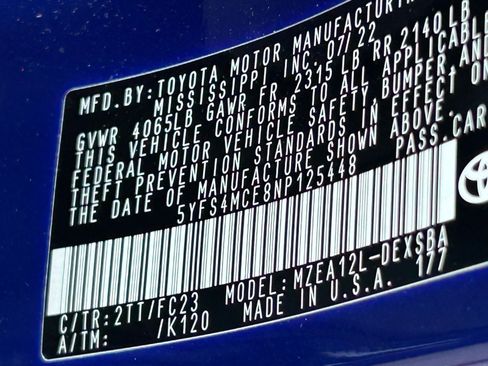 MFD. BY: TOYOTA MOTOR MANUFACTURING
MISSISSIPPI INC. 07/22
GVWR 4065LB GAWR FR 2315 LB RR 2140 LB
THIS VEHICLE CONFORMS TO ALL APPLICABLE
FEDERAL MOTOR VEHICLE SAFETY, BUMPER, AND
THEFT PREVENTION STANDARDS IN EFFECT ON
THE DATE OF MANUFACTURE SHOWN ABOVE.
5YFS4MCE8NP125448 PASS.CAR
C/TR: 2TT/FC23 MODEL: MZEA12L-DEXSBA
A/TM: /K120 MADE IN U.S.A. 177